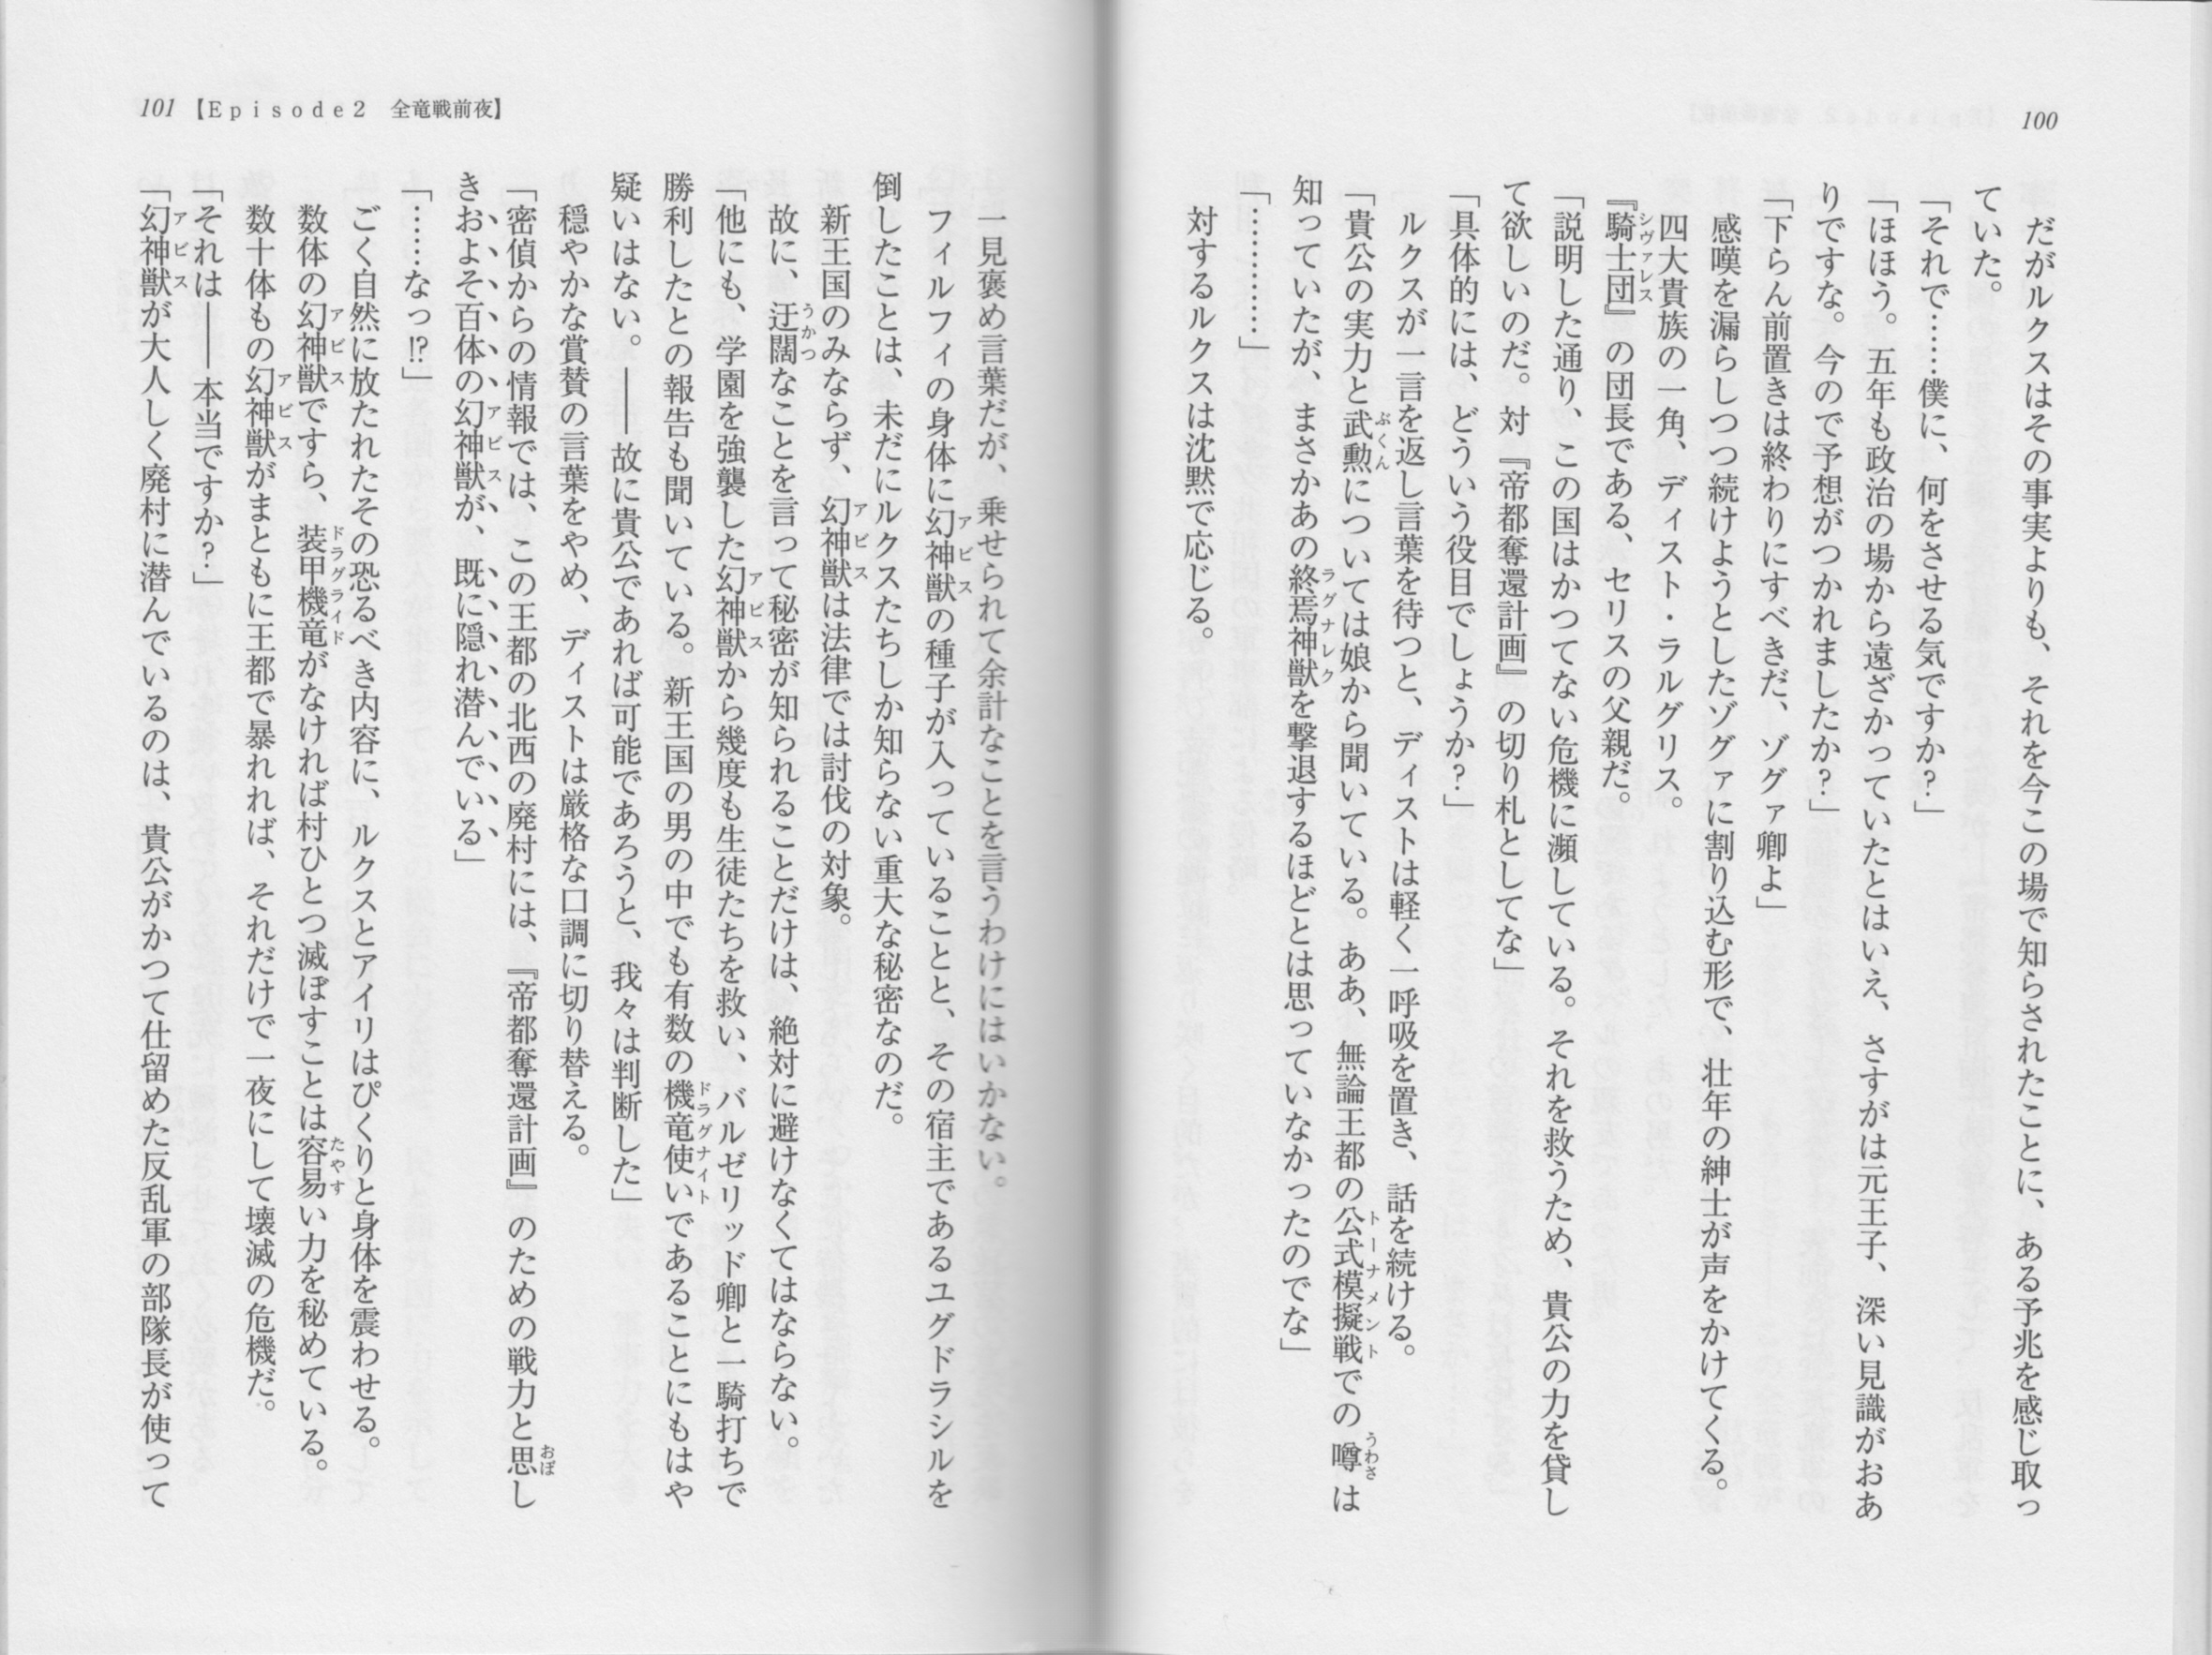 100
だがルクスはその事実よりも、それを今この場で知らされたことに、ある予兆を感じ取っ
ていた。
「それで……僕に、何をさせる気ですか?」
「ほほう。五年も政治の場から遠ざかっていたとはいえ、さすがは元王子、深い見識がおあ
りですな。今ので予想がつかれましたか?」
「下らん前置きは終わりにすべきだ、ゾグァ卿よ」
感嘆を漏らしつつ続けようとしたゾグァに割り込む形で、壮年の紳士が声をかけてくる。
四大貴族の一角、ディスト・ラルグリス。
『騎士団』の団長である、セリスの父親だ。
「説明した通り、この国はかつてない危機に瀕している。それを救うため、貴公の力を貸し
て欲しいのだ。対『帝都奪還計画』の切り札としてな」
「具体的には、どういう役目でしょうか?」
ルクスが一言を返し言葉を待つと、ディストは軽く一呼吸を置き、話を続ける。
「貴公の実力と武勲については娘から聞いている。ああ、無論王都の公式模擬戦での噂は
知っていたが、まさかあの終焉神獣を撃退するほどとは思っていなかったのでな」
「…………」
対するルクスは沈黙で応じる。
101【Episode2 全竜戦前夜】
一見褒め言葉だが、乗せられて余計なことを言うわけにはいかない。
フィルフィの身体に幻神獣の種子が入っていることと、その宿主であるユグドラシルを
倒したことは、未だにルクスたちしか知らない重大な秘密なのだ。
新王国のみならず、幻神獣は法律では討伐の対象。
故に、迂闊なことを言って秘密が知られることだけは、絶対に避けなくてはならない。
「他にも、学園を強襲した幻神獣から幾度も生徒たちを救い、バルゼリッド卿と一騎打ちで
勝利したとの報告も聞いている。新王国の男の中でも有数の機竜使いであることにもはや
疑いはない。――故に貴公であれば可能であろうと、我々は判断した」
穏やかな賞賛の言葉をやめ、ディストは厳格な口調に切り替える。
「密偵からの情報では、この王都の北西の廃村には、『帝都奪還計画』のための戦力と思し
きおよそ百体の幻神獣が、既に隠れ潜んでいる」
「……なっ!?」
ごく自然に放たれたその恐るべき内容に、ルクスとアイリはぴくりと身体を震わせる。
数体の幻神獣ですら、装甲機竜がなければ村ひとつ滅ぼすことは容易い力を秘めている。
数十体もの幻神獣がまともに王都で暴れれば、それだけで一夜にして壊滅の危機だ。
「それは――本当ですか?」
「幻神獣が大人しく廃村に潜んでいるのは、貴公がかつて仕留めた反乱軍の部隊長が使って